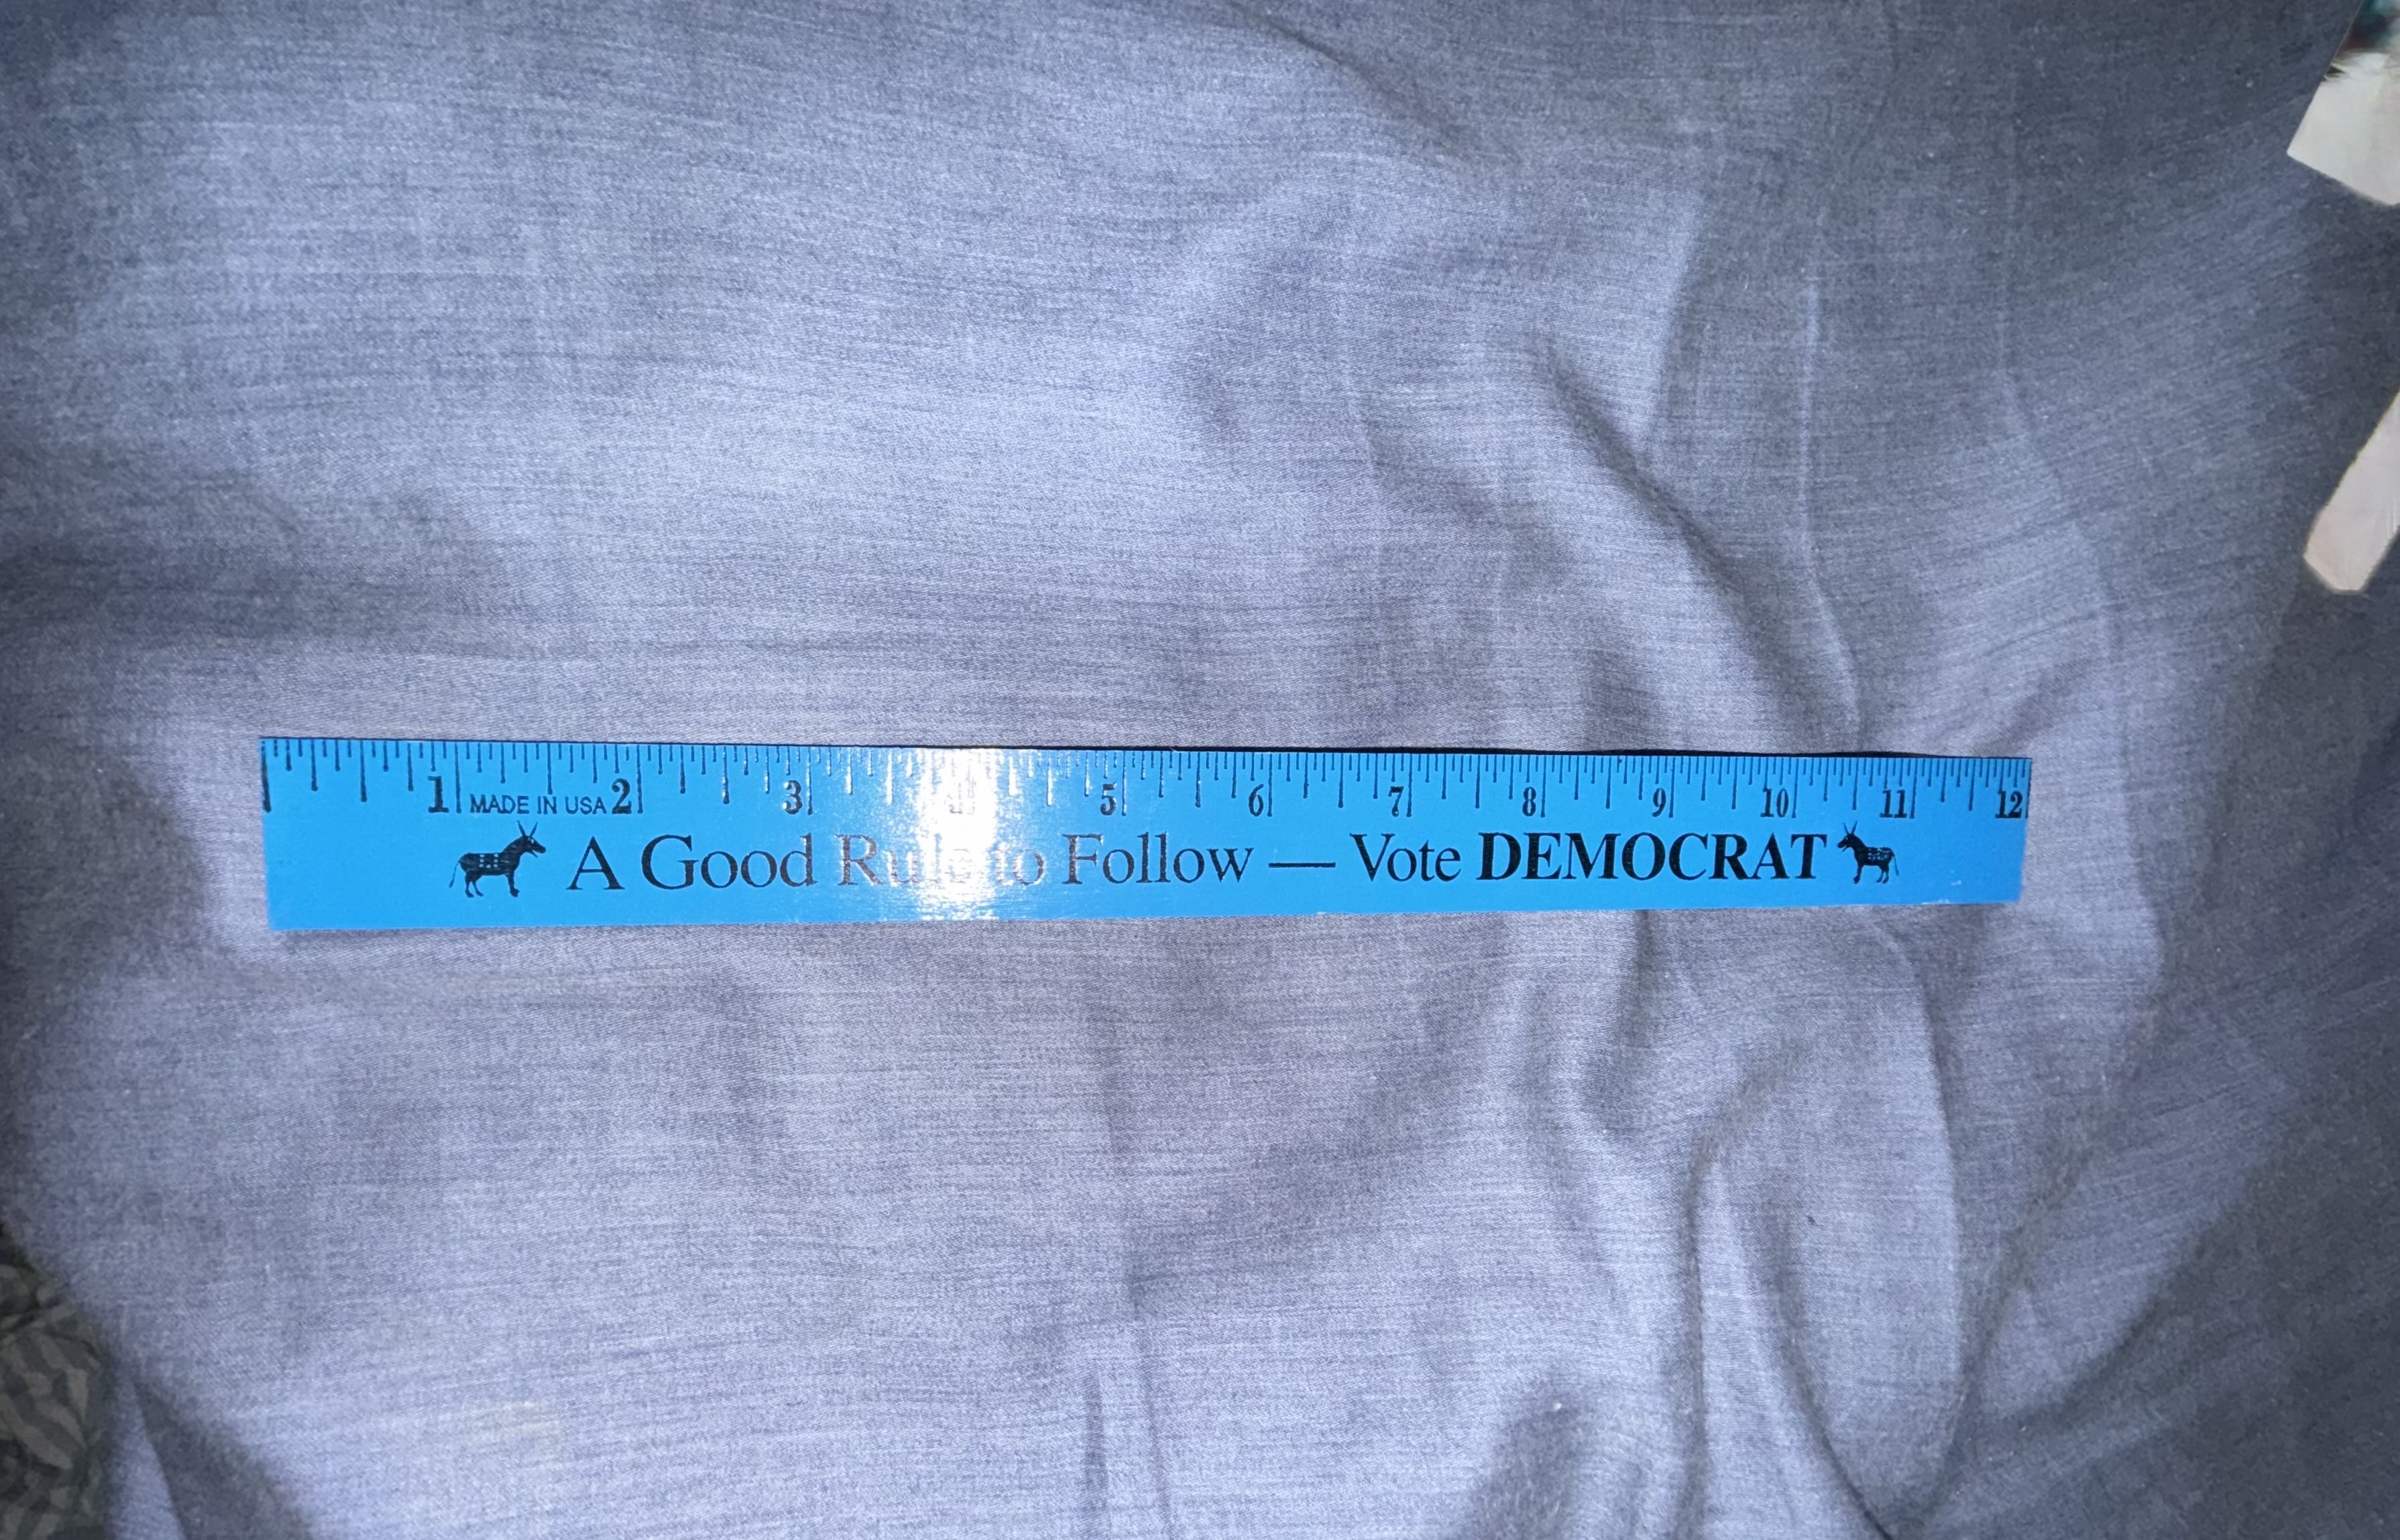 1 MADE IN USA 2 3 5 6 7 8 9 10 11 12
A Good Rule to Follow — Vote DEMOCRAT